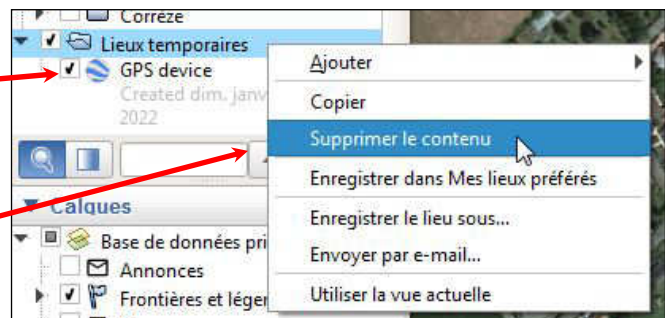 Corrèze
Lieux temporaires
GPS device
Created dim. janv
2022
Calques
Base de données pri
Annonces
Frontières et léger
Ajouter
Copier
Supprimer le contenu
Enregistrer dans Mes lieux préférés
Enregistrer le lieu sous...
Envoyer par e-mail...
Utiliser la vue actuelle